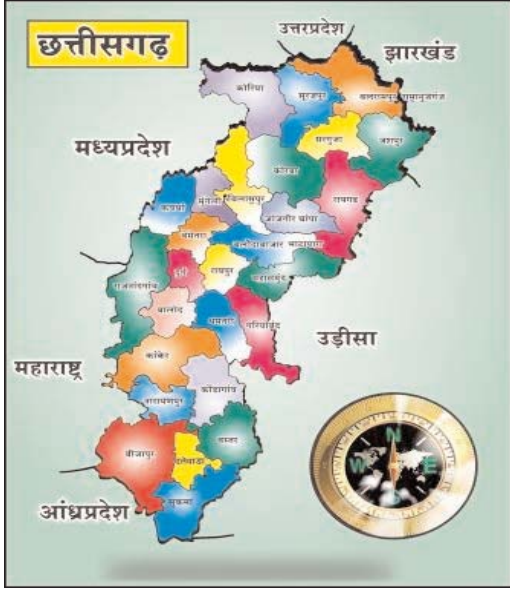 छत्तीसगढ़
उत्तरप्रदेश
झारखंड
कोरिया
सूरजपुर
बलरामपुर रामानुजगंज
मध्यप्रदेश
सरगुजा
जशपुर
कोरबा
रायगढ़
कवर्धा
मुंगेली
बिलासपुर
जांजगीर चांपा
बेमेतरा
बलौदाबाजार भाटापारा
दुर्ग
रायपुर
महासमुंद
राजनांदगांव
बालोद
धमतरी
गरियाबंद
उड़ीसा
महाराष्ट्र
कांकेर
कोंडागांव
नारायणपुर
बस्तर
बीजापुर
दंतेवाड़ा
सुकमा
आंध्रप्रदेश
N
W
E
S